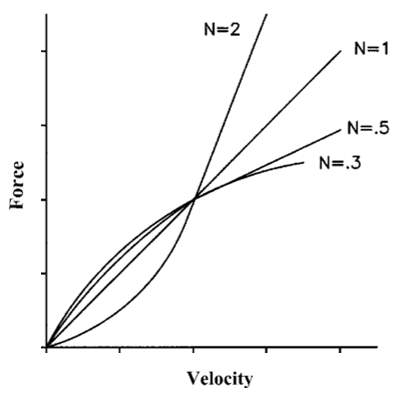 N=2
N=1
N=.5
N=.3
Force
Velocity